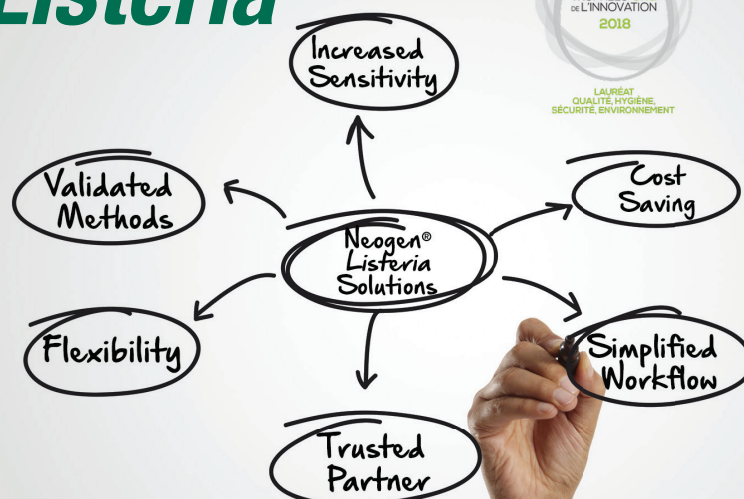 Listeria
DE L'INNOVATION
2018
LAURÉAT
QUALITÉ, HYGIÈNE,
SÉCURITÉ, ENVIRONNEMENT
Increased
Sensitivity
Validated
Methods
Cost
Saving
Neogen®
Listeria
Solutions
Flexibility
Simplified
Workflow
Trusted
Partner